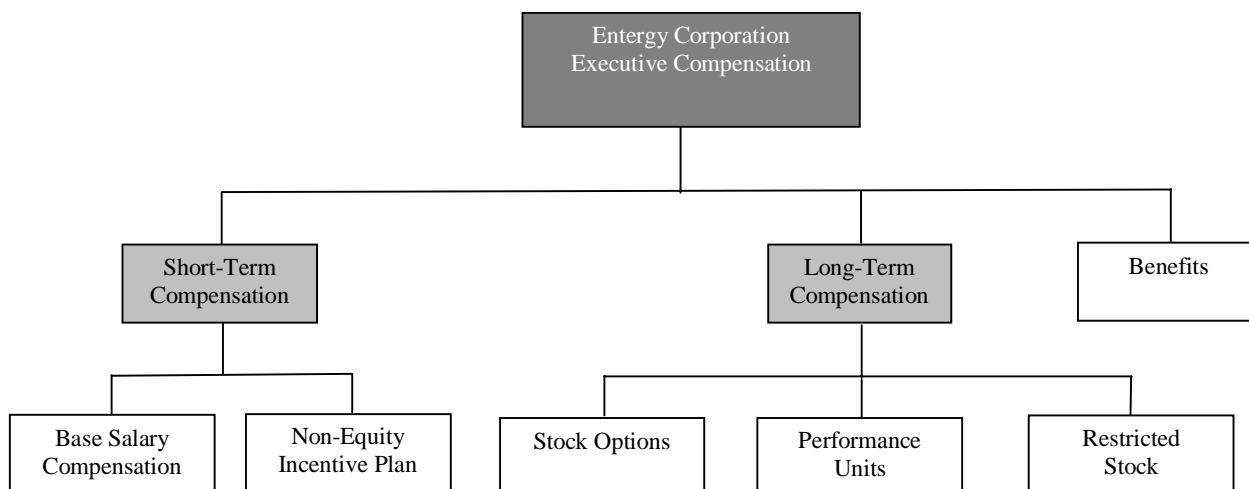 Entergy Corporation
Executive Compensation
Short-Term
Compensation
Long-Term
Compensation
Benefits
Base Salary
Compensation
Non-Equity
Incentive Plan
Stock Options
Performance
Units
Restricted
Stock